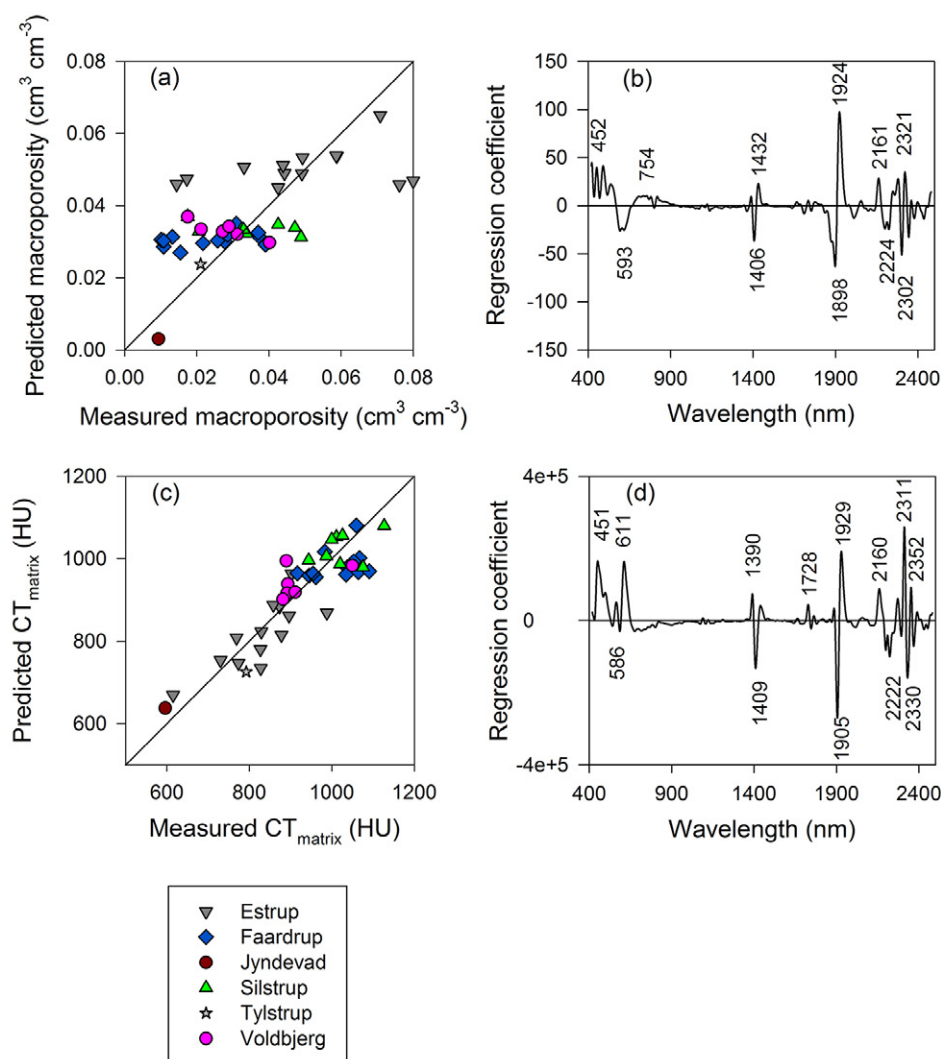 (a)
Predicted macroporosity (cm³ cm⁻³)
0.08
0.06
0.04
0.02
0.00
0.00 0.02 0.04 0.06 0.08
Measured macroporosity (cm³ cm⁻³)
(b)
Regression coefficient
150
100
50
0
-50
-100
-150
452
593
754
1432
1406
1924
1898
2161
2224
2321
2302
400 900 1400 1900 2400
Wavelength (nm)
(c)
Predicted CTmatrix (HU)
1200
1000
800
600
600 800 1000 1200
Measured CTmatrix (HU)
(d)
Regression coefficient
4e+5
0
-4e+5
451
611
586
1390
1409
1728
1929
1905
2160
2222
2311
2352
2330
400 900 1400 1900 2400
Wavelength (nm)
Estrup
Faardrup
Jyndevad
Silstrup
Tylstrup
Voldbjerg